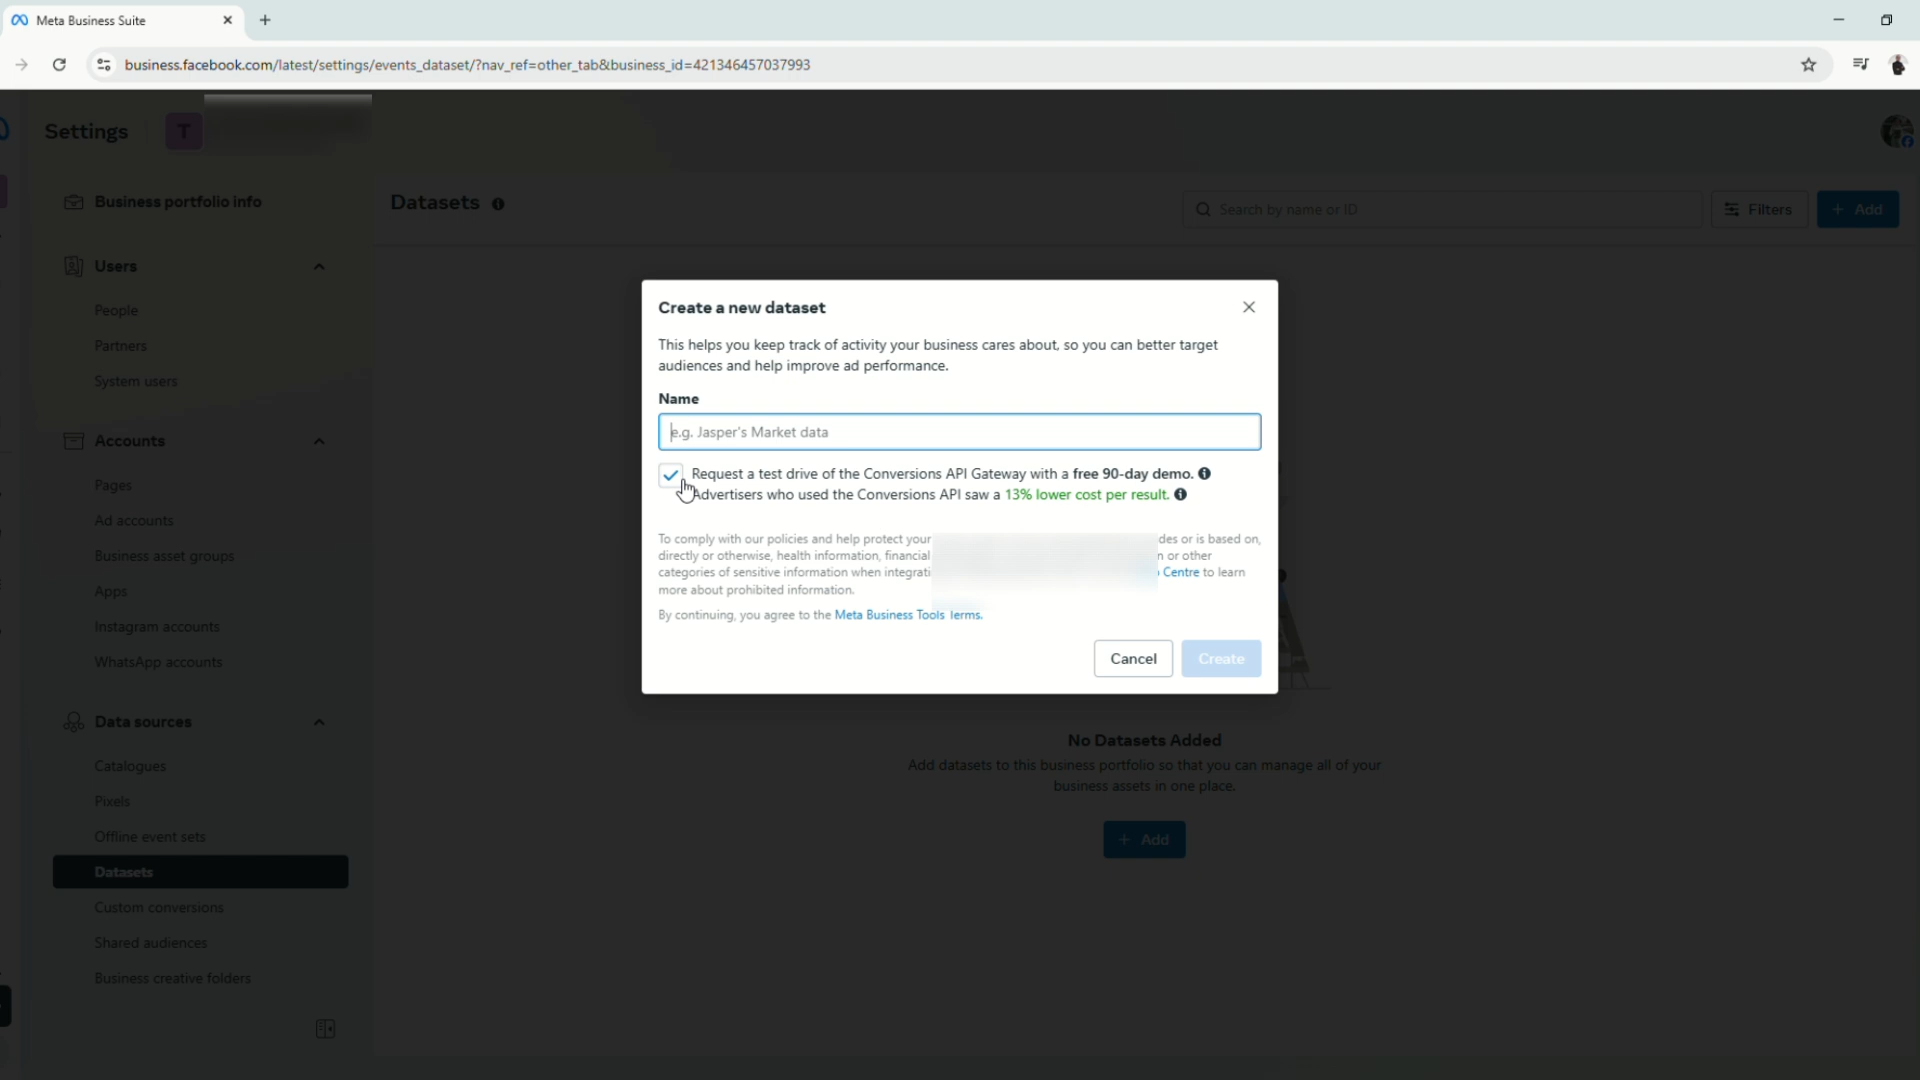 Meta Business Suite
business.facebook.com/latest/settings/events_dataset/?nav_ref=other_tab&business_id=421346457037993
Settings
T
Business portfolio info
Users
People
Partners
System users
Accounts
Pages
Ad accounts
Business asset groups
Apps
Instagram accounts
WhatsApp accounts
Data sources
Catalogues
Pixels
Offline event sets
Datasets
Custom conversions
Shared audiences
Business creative folders
Datasets
Search by name or ID
Filters
+ Add
Create a new dataset
This helps you keep track of activity your business cares about, so you can better target
audiences and help improve ad performance.
Name
e.g. Jasper's Market data
Request a test drive of the Conversions API Gateway with a free 90-day demo.
Advertisers who used the Conversions API saw a 13% lower cost per result.
To comply with our policies and help protect your des or is based on,
directly or otherwise, health information, financial n or other
categories of sensitive information when integrati Centre to learn
more about prohibited information.
By continuing, you agree to the Meta Business Tools Terms.
Cancel
Create
No Datasets Added
Add datasets to this business portfolio so that you can manage all of your
business assets in one place.
+ Add